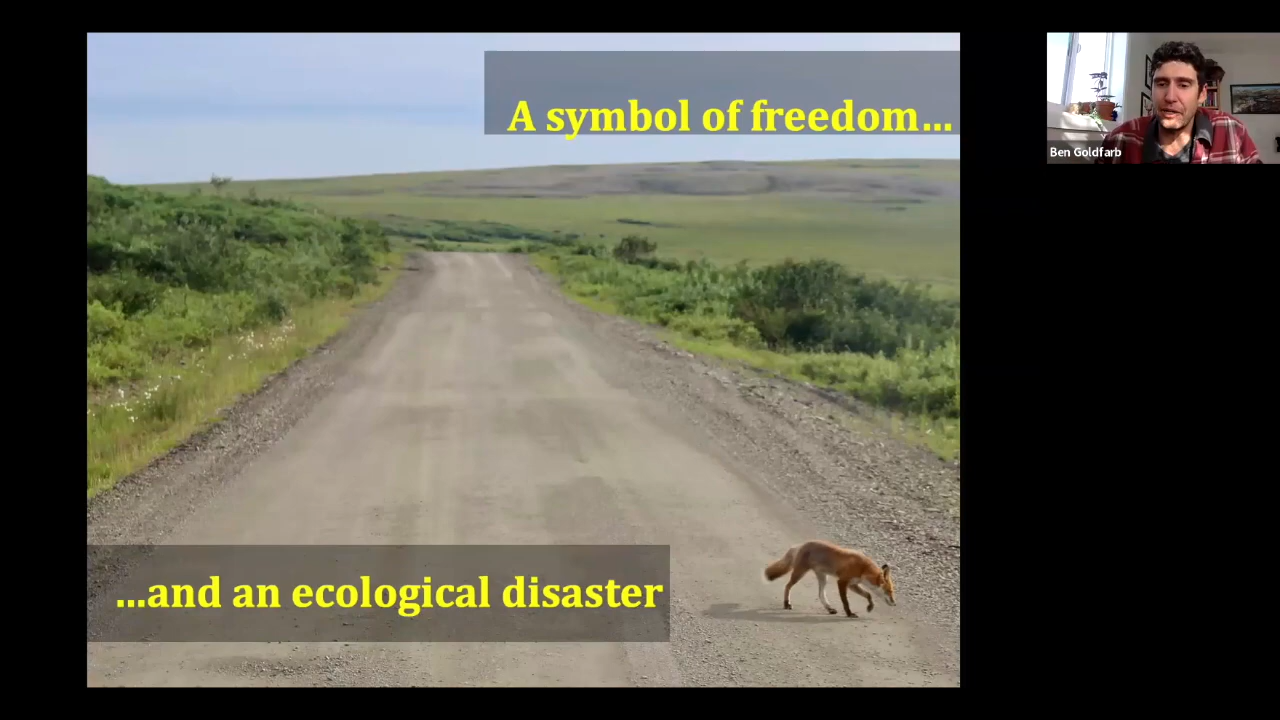 A symbol of freedom...
Ben Goldfarb
...and an ecological disaster